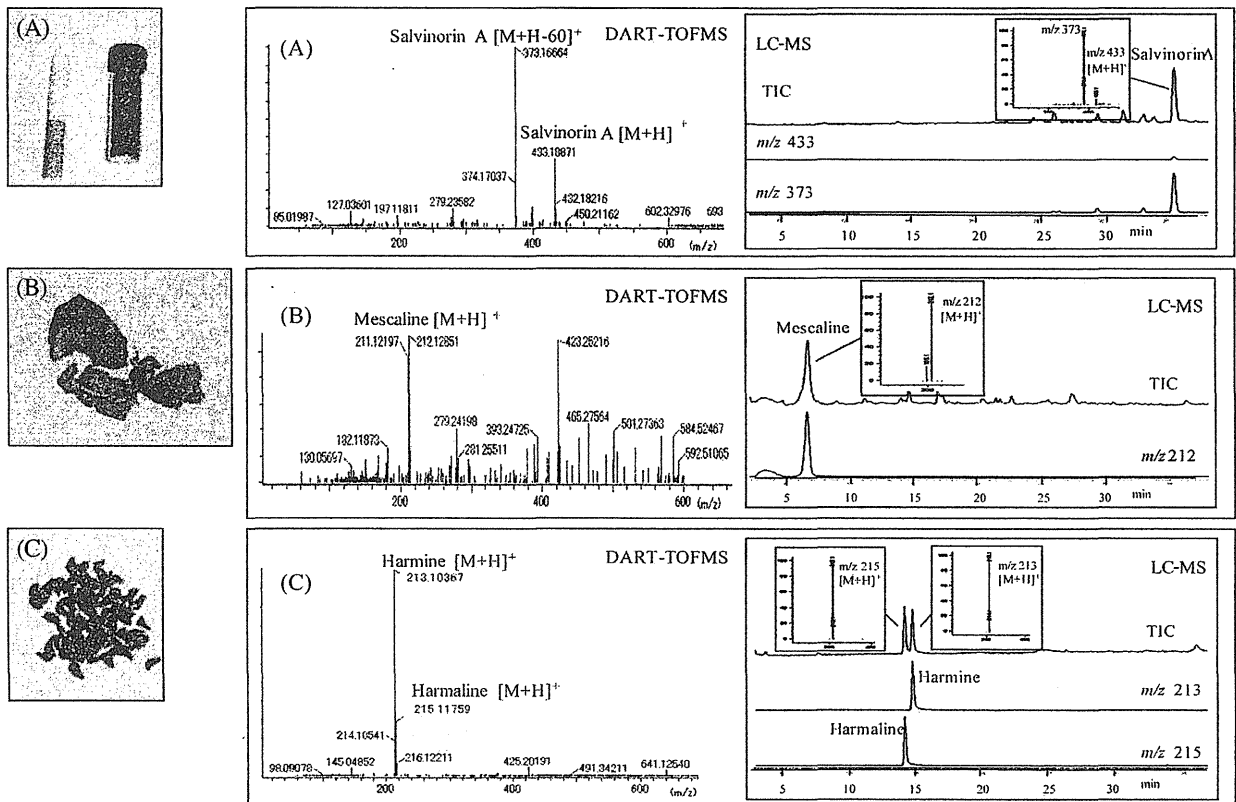 (A)
(A)
DART-TOFMS
Salvinorin A [M+H-60]+
373.16664
Salvinorin A [M+H] +
433.18871
374.17037
127.03601
197.11811
279.23582
432.18216
450.21162
602.32976
693
85.01987
200
400
600
(m/z)
LC-MS
TIC
m/z 373
m/z 433
[M+H]+
Salvinorin A
m/z 433
m/z 373
5
10
15
20
25
30
min
(B)
(B)
DART-TOFMS
Mescaline [M+H] +
211.12197
212.12651
423.25216
279.24198
281.25511
393.24725
465.27564
501.27363
584.52467
592.51065
182.11873
130.05697
200
400
600
(m/z)
LC-MS
Mescaline
m/z 212
[M+H]+
TIC
m/z 212
5
10
15
20
25
30
min
(C)
(C)
DART-TOFMS
Harmine [M+H]+
213.10367
Harmaline [M+H]+
215.11759
214.10541
216.12211
98.09078
145.04852
425.20191
491.34211
641.12540
200
400
600
(m/z)
LC-MS
m/z 215
[M+H]+
m/z 213
[M+H]+
TIC
Harmine
m/z 213
Harmaline
m/z 215
5
10
15
20
25
30
min